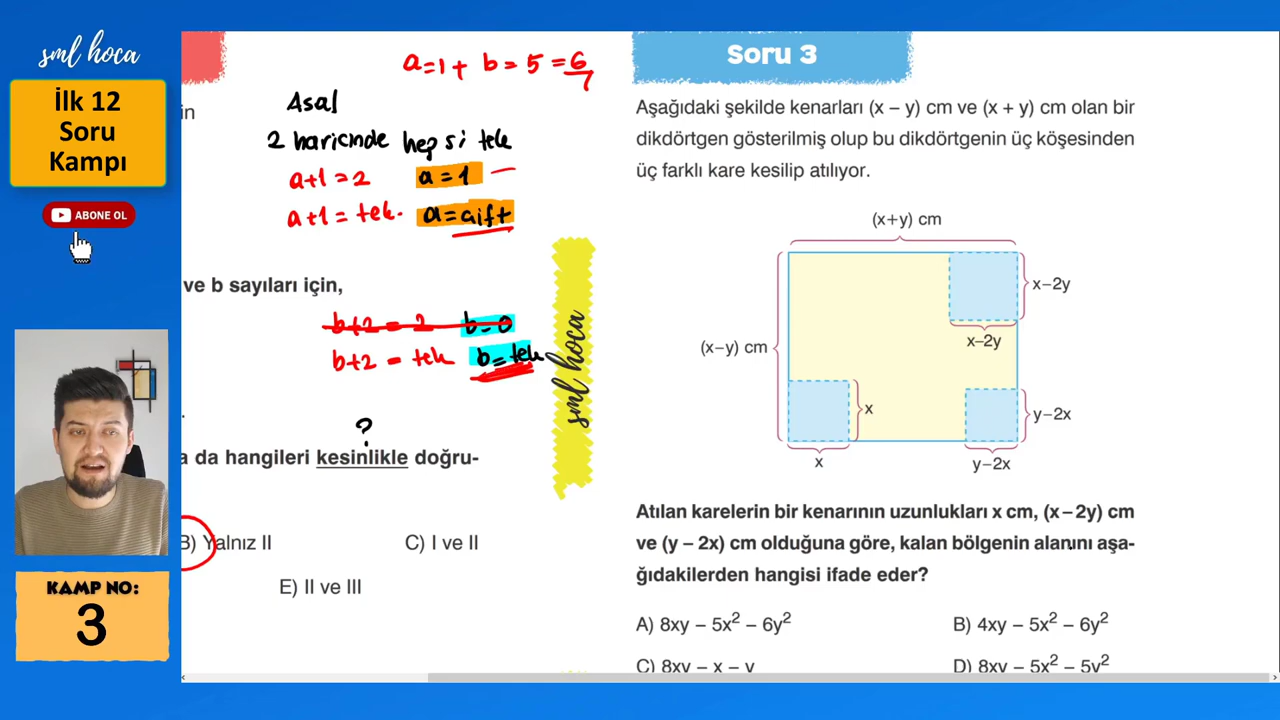 sml hoca
İlk 12
Soru
Kampı
ABONE OL
KAMP NO:
3
in
a=1 + b=5 = 6
Asal
2 haricinde hepsi tek
a+1=2 a=1
a+1=tek. a=çift
ve b sayıları için,
b+2=2 b=0
b+2=tek b=tek
?
a da hangileri kesinlikle doğru-
B) Yalnız II
C) I ve II
E) II ve III
sml hoca
Soru 3
Aşağıdaki şekilde kenarları (x – y) cm ve (x + y) cm olan bir
dikdörtgen gösterilmiş olup bu dikdörtgenin üç köşesinden
üç farklı kare kesilip atılıyor.
(x+y) cm
x–2y
x–2y
(x–y) cm
x
y–2x
x
y–2x
Atılan karelerin bir kenarının uzunlukları x cm, (x – 2y) cm
ve (y – 2x) cm olduğuna göre, kalan bölgenin alanını aşa-
ğıdakilerden hangisi ifade eder?
A) 8xy – 5x² – 6y²
B) 4xy – 5x² – 6y²
C) 8xy – x – y
D) 8xy – 5x² – 5y²